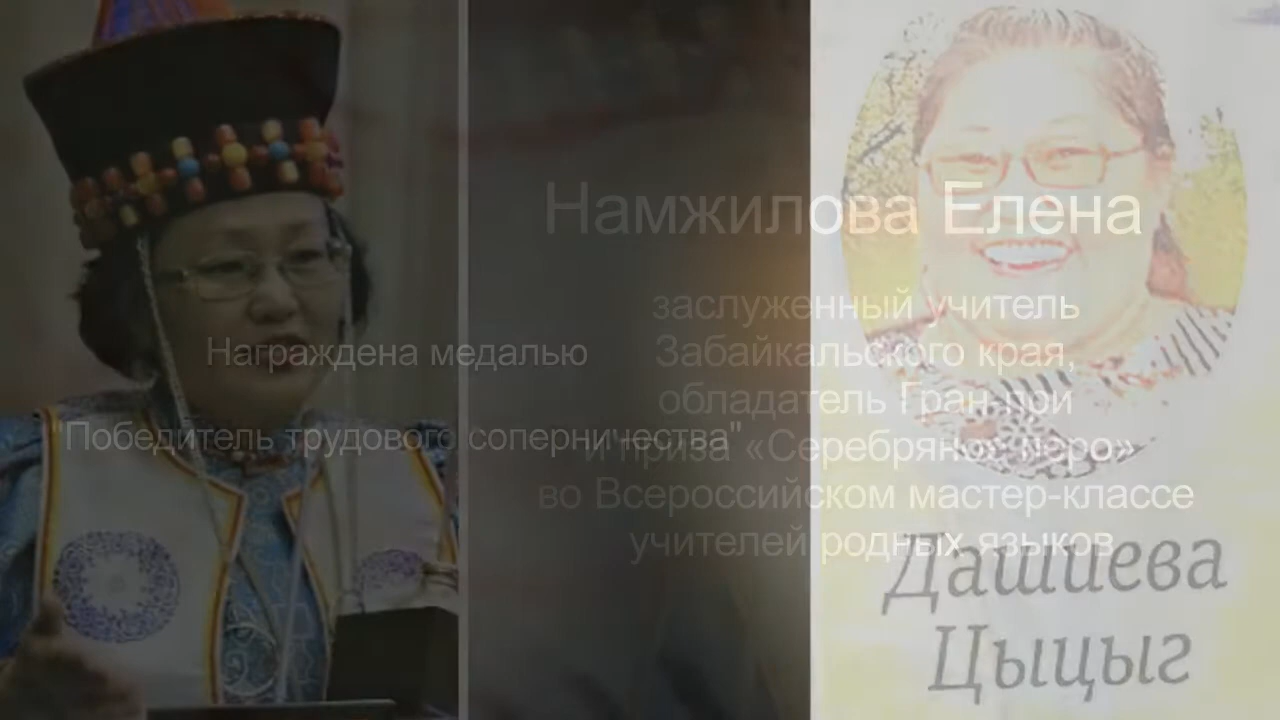 Намжилова Елена
заслуженный учитель
Забайкальского края,
обладатель Гран-при
и приза «Серебряное перо»
во Всероссийском мастер-классе
учителей родных языков
Награждена медалью
"Победитель трудового соперничества"
Дашиева
Цыцыг